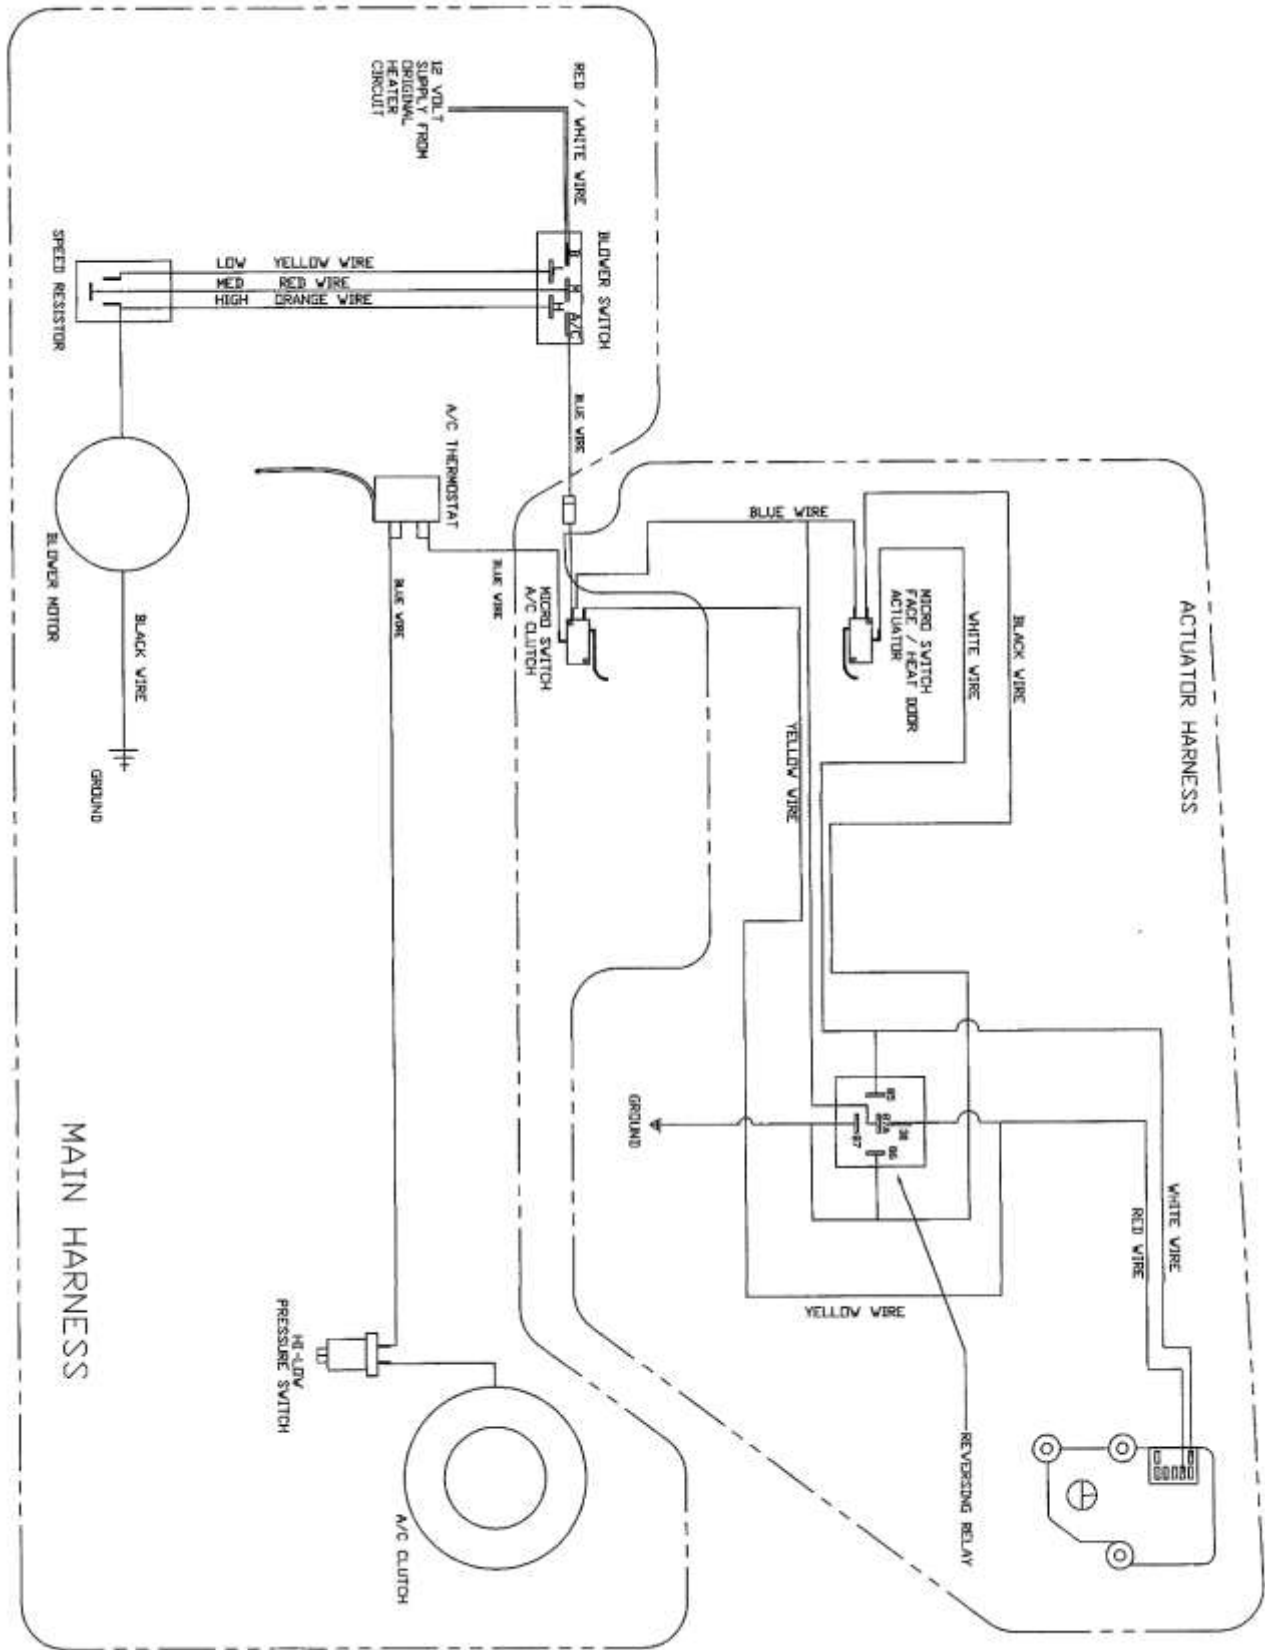 12 VOLT
SUPPLY FROM
ORIGINAL
HEATER
CIRCUIT
RED / WHITE WIRE
BLOWER SWITCH
B
L
M
H
A/C
LOW YELLOW WIRE
MED RED WIRE
HIGH ORANGE WIRE
SPEED RESISTOR
BLUE WIRE
A/C THERMOSTAT
BLOWER MOTOR
BLACK WIRE
GROUND
BLUE WIRE
BLUE WIRE
MICRO SWITCH
A/C CLUTCH
BLUE WIRE
MICRO SWITCH
FACE / HEAT DOOR
ACTUATOR
WHITE WIRE
BLACK WIRE
ACTUATOR HARNESS
YELLOW WIRE
85
87A
30
87
86
GROUND
WHITE WIRE
RED WIRE
YELLOW WIRE
REVERSING RELAY
HI-LOW
PRESSURE SWITCH
A/C CLUTCH
MAIN HARNESS